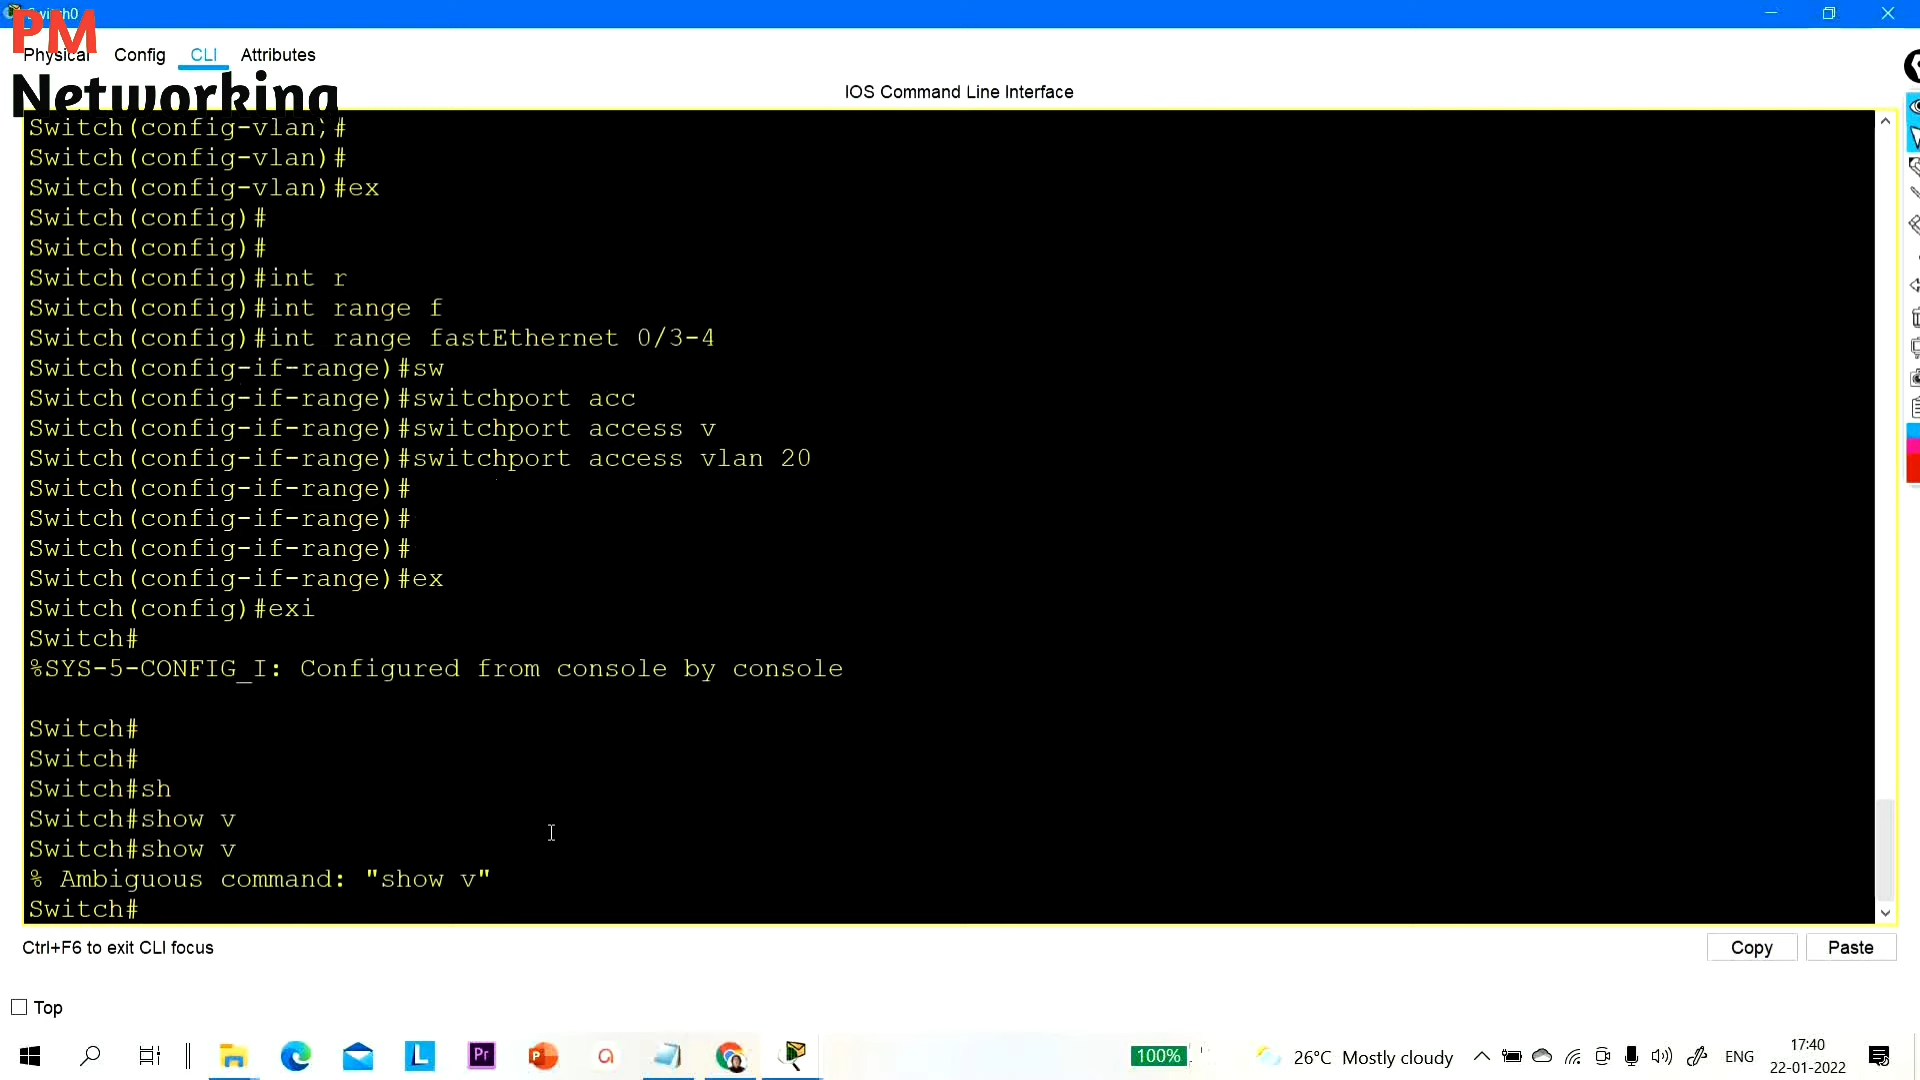 Switch0
PM
Physical Config CLI Attributes
Networking
IOS Command Line Interface
Switch(config-vlan)#
Switch(config-vlan)#
Switch(config-vlan)#ex
Switch(config)#
Switch(config)#
Switch(config)#int r
Switch(config)#int range f
Switch(config)#int range fastEthernet 0/3-4
Switch(config-if-range)#sw
Switch(config-if-range)#switchport acc
Switch(config-if-range)#switchport access v
Switch(config-if-range)#switchport access vlan 20
Switch(config-if-range)#
Switch(config-if-range)#
Switch(config-if-range)#
Switch(config-if-range)#ex
Switch(config)#exi
Switch#
%SYS-5-CONFIG_I: Configured from console by console
Switch#
Switch#
Switch#sh
Switch#show v
Switch#show v
% Ambiguous command: "show v"
Switch#
Ctrl+F6 to exit CLI focus
Copy Paste
Top
L Pr P a 100% 26°C Mostly cloudy ENG 17:40
22-01-2022